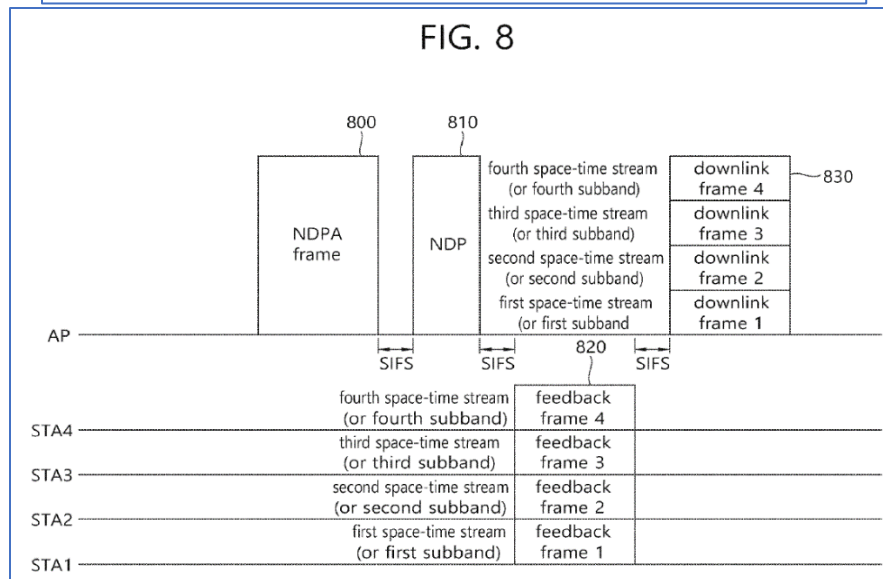 FIG. 8
800
810
fourth space-time stream
(or fourth subband)
third space-time stream
(or third subband)
second space-time stream
(or second subband)
first space-time stream
(or first subband
downlink
frame 4
downlink
frame 3
downlink
frame 2
downlink
frame 1
830
NDPA
frame
NDP
AP
SIFS
SIFS
SIFS
820
fourth space-time stream
(or fourth subband)
feedback
frame 4
STA4
third space-time stream
(or third subband)
feedback
frame 3
STA3
second space-time stream
(or second subband)
feedback
frame 2
STA2
first space-time stream
(or first subband)
feedback
frame 1
STA1